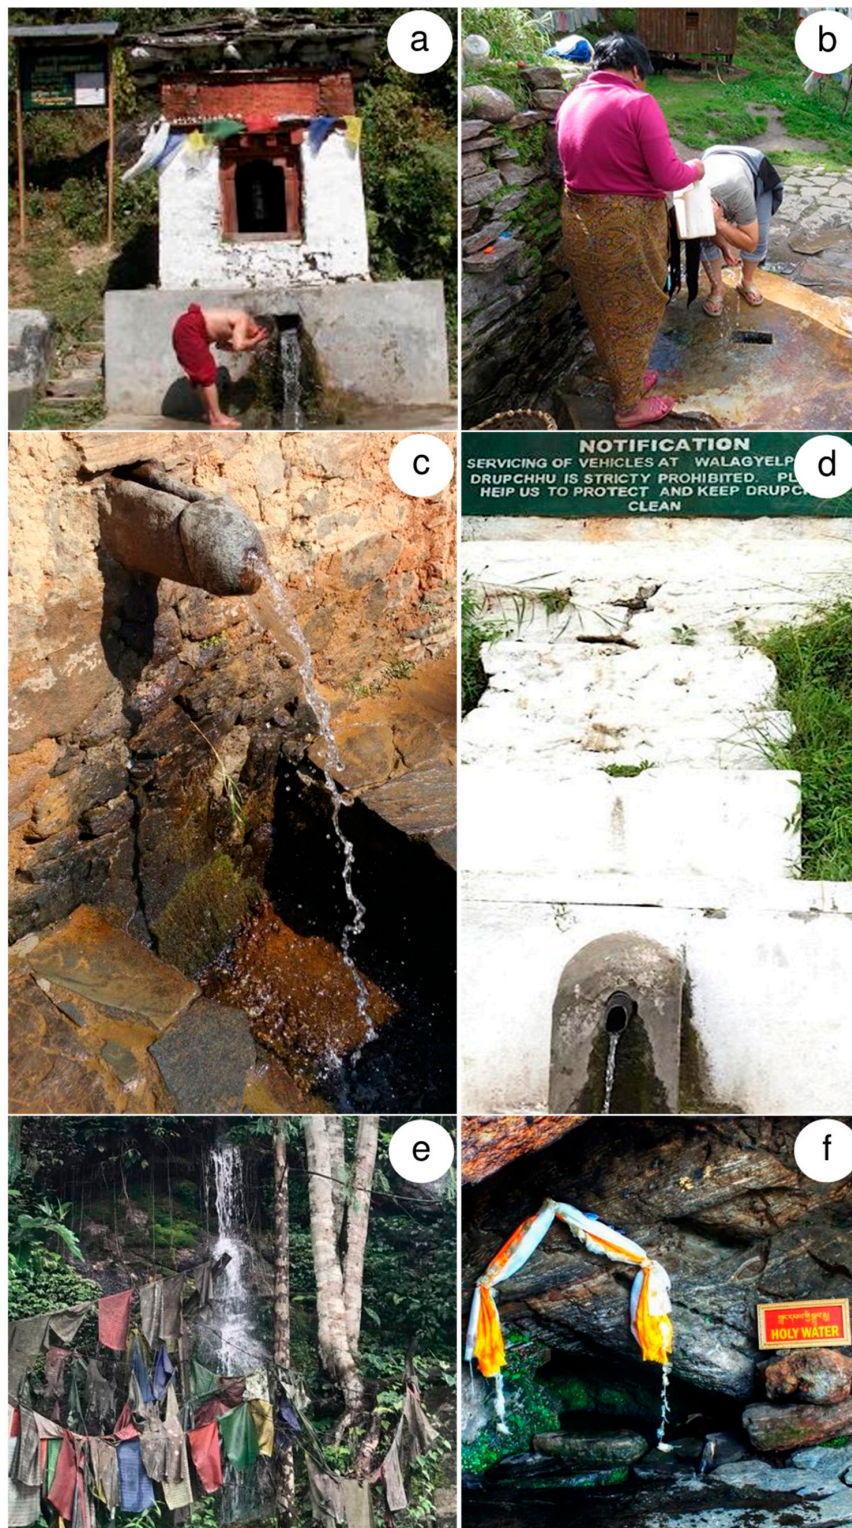 a
b
c
NOTIFICATION
SERVICING OF VEHICLES AT WALAGYELP
DRUPCHHU IS STRICTY PROHIBITED. PL
HEIP US TO PROTECT AND KEEP DRUPCH
CLEAN
d
e
f
HOLY WATER